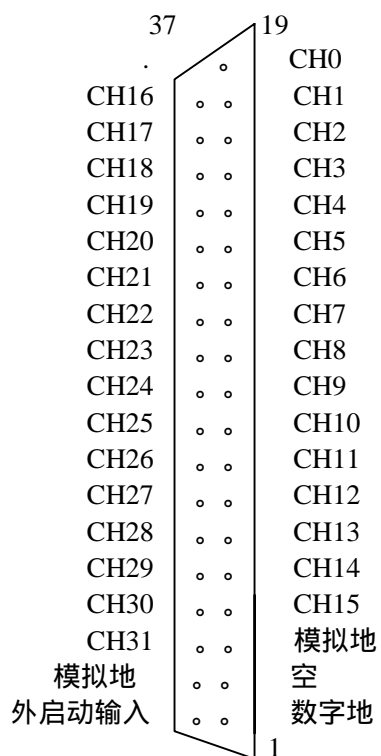 37 19
. CH0
CH16 CH1
CH17 CH2
CH18 CH3
CH19 CH4
CH20 CH5
CH21 CH6
CH22 CH7
CH23 CH8
CH24 CH9
CH25 CH10
CH26 CH11
CH27 CH12
CH28 CH13
CH29 CH14
CH30 CH15
CH31 模拟地
模拟地 空
外启动输入 数字地
1